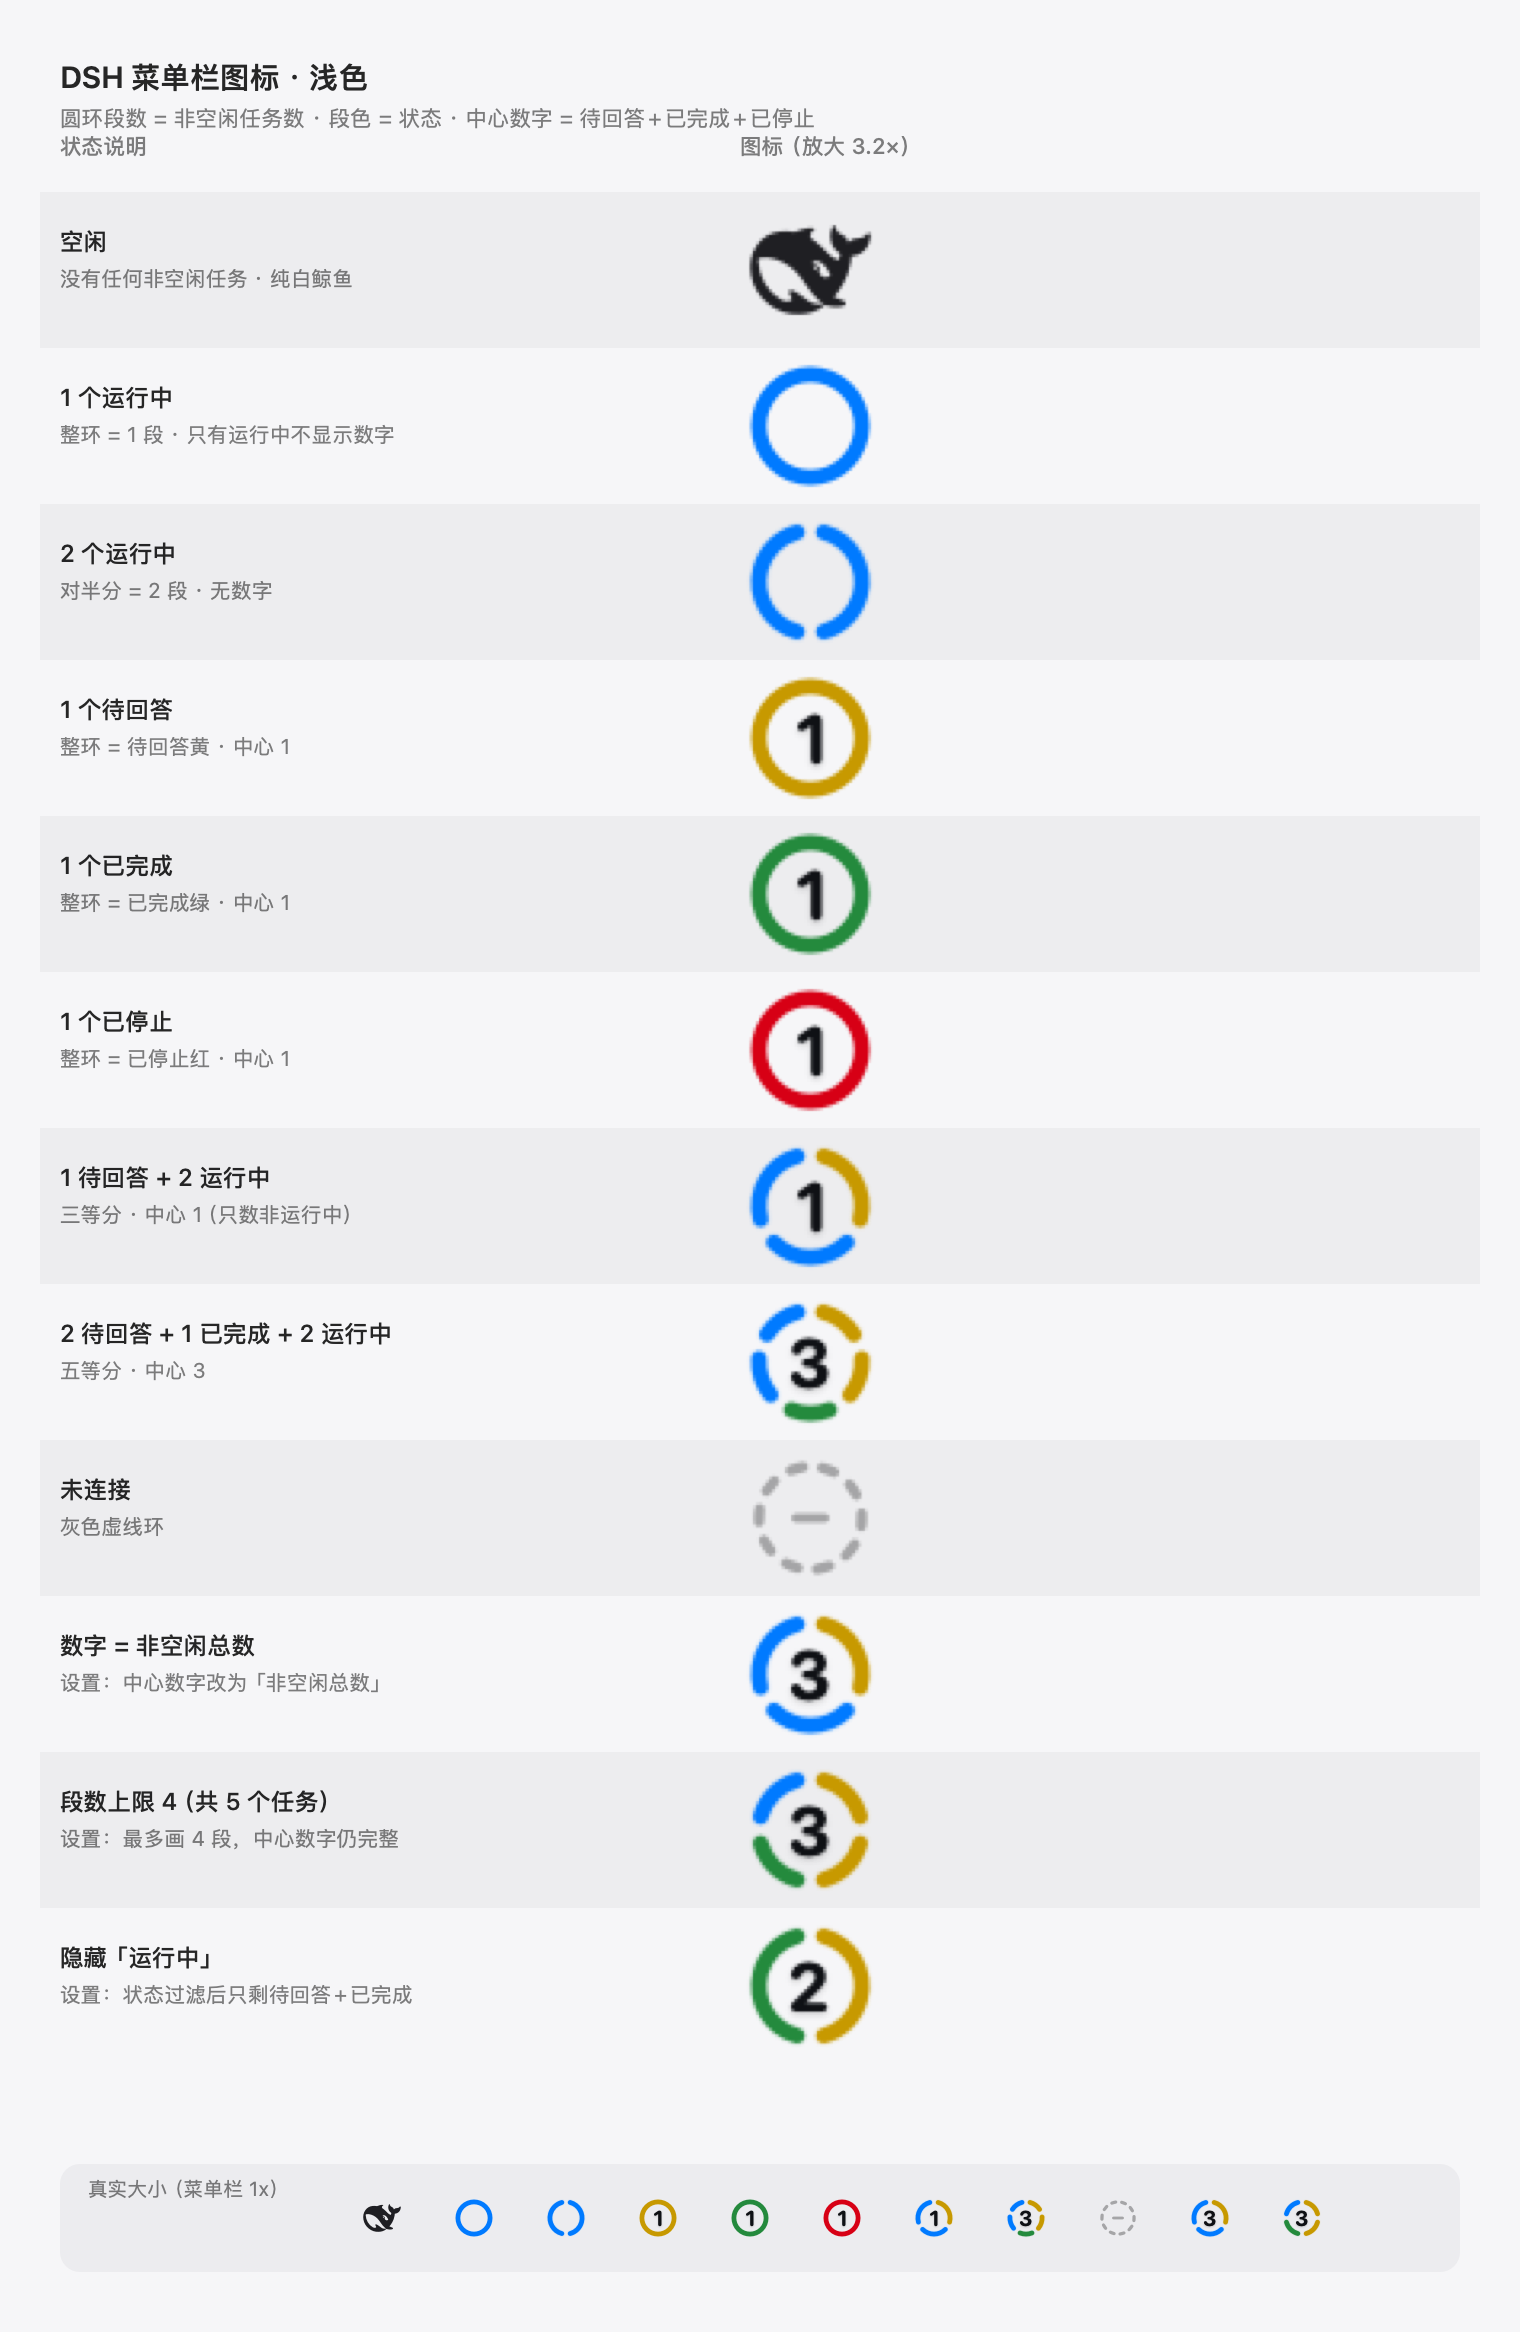 DSH 菜单栏图标 · 浅色
圆环段数 = 非空闲任务数 · 段色 = 状态 · 中心数字 = 待回答+已完成+已停止
状态说明
图标 (放大 3.2×)
空闲
没有任何非空闲任务 · 纯白鲸鱼
1 个运行中
整环 = 1 段 · 只有运行中不显示数字
2 个运行中
对半分 = 2 段 · 无数字
1 个待回答
整环 = 待回答黄 · 中心 1
1
1 个已完成
整环 = 已完成绿 · 中心 1
1
1 个已停止
整环 = 已停止红 · 中心 1
1
1 待回答 + 2 运行中
三等分 · 中心 1 (只数非运行中)
1
2 待回答 + 1 已完成 + 2 运行中
五等分 · 中心 3
3
未连接
灰色虚线环
数字 = 非空闲总数
设置：中心数字改为「非空闲总数」
3
段数上限 4 (共 5 个任务)
设置：最多画 4 段，中心数字仍完整
3
隐藏「运行中」
设置：状态过滤后只剩待回答+已完成
2
真实大小 (菜单栏 1x)
1 1 1 1 3 3 3